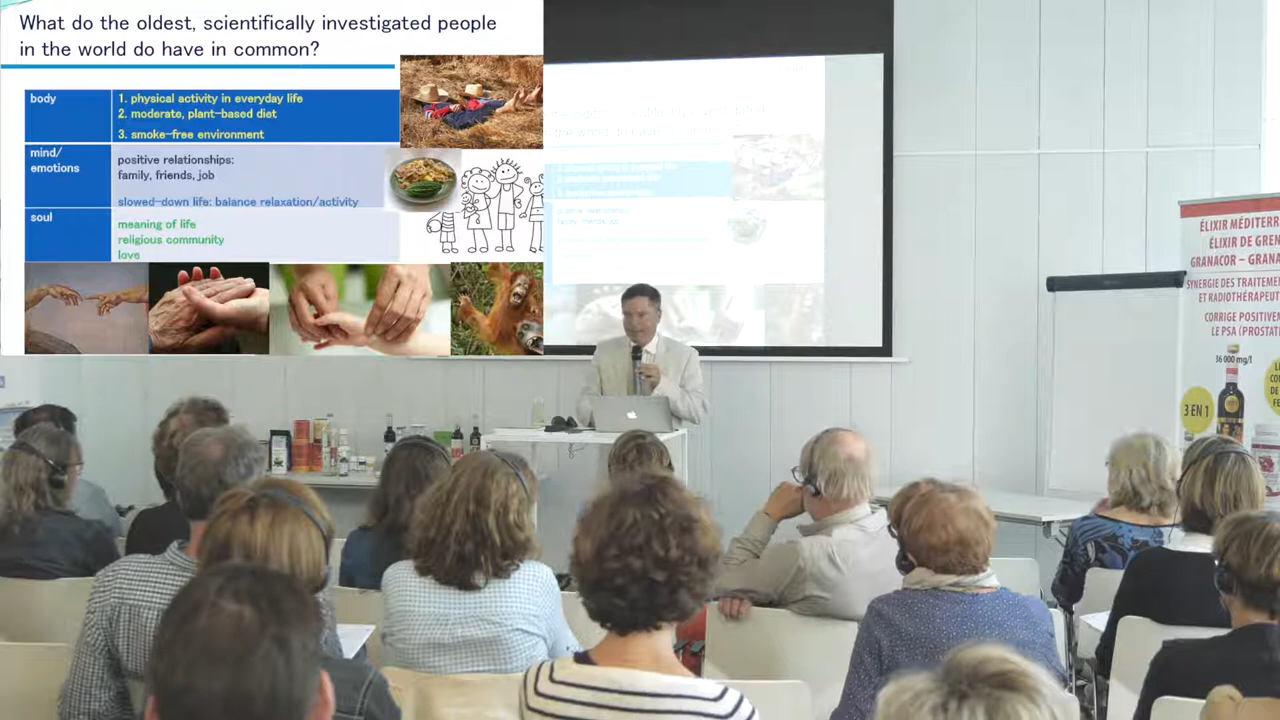 What do the oldest, scientifically investigated people
in the world do have in common?
body
1. physical activity in everyday life
2. moderate, plant-based diet
3. smoke-free environment
mind/
emotions
positive relationships:
family, friends, job
slowed-down life: balance relaxation/activity
soul
meaning of life
religious community
love
ÉLIXIR MÉDITERR
ÉLIXIR DE GREN
GRANACOR – GRANA
SYNERGIE DES TRAITEMEN
ET RADIOTHÉRAPEUT
CORRIGE POSITIVEM
LE PSA (PROSTAT
36 000 mg/l
3 EN 1